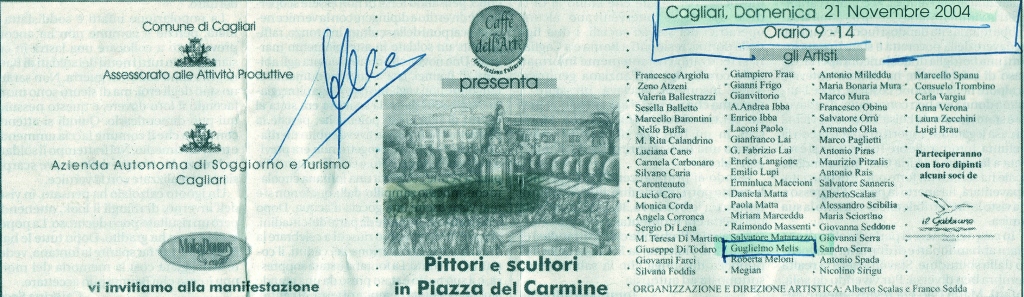 Comune di Cagliari
Assessorato alle Attività Produttive
Azienda Autonoma di Soggiorno e Turismo
Cagliari
MokaDoura
Caffè
vi invitiamo alla manifestazione
Caffè
dell'Arte
Associazione Culturale
presenta
Pittori e scultori
in Piazza del Carmine
Cagliari, Domenica 21 Novembre 2004
Orario 9 -14
gli Artisti
Francesco Argiolu
Zeno Atzeni
Valeria Ballestrazzi
Sesella Balletto
Marcello Barontini
Nello Buffa
M. Rita Calandrino
Luciana Cano
Carmela Carbonaro
Silvano Caria
Carontenuto
Lucio Coro
Monica Corda
Angela Corronca
Sergio Di Lena
M. Teresa Di Martino
Giuseppe Di Todaro
Giovanni Farci
Silvana Foddis
Giampiero Frau
Gianni Frigo
Gianvittorio
A.Andrea Ibba
Enrico Ibba
Laconi Paolo
Gianfranco Lai
G. Fabrizio Lai
Enrico Langione
Emilio Lupi
Erminluca Maccioni
Daniela Matta
Paola Matta
Miriam Marceddu
Raimondo Massenti
Salvatore Matarazzo
Guglielmo Melis
Roberta Meloni
Megian
Antonio Milleddu
Maria Bonaria Mura
Marco Mura
Francesco Obinu
Salvatore Orrù
Armando Olla
Marco Paglietti
Antonio Piras
Maurizio Pitzalis
Antonio Rais
Salvatore Sanneris
AlbertoScalas
Alessandro Scibilia
Maria Sciortino
Giovanna Seddone
Giovanni Serra
Sandro Serra
Antonio Spada
Nicolino Sirigu
Marcello Spanu
Consuelo Trombino
Carla Vargiu
Anna Verona
Laura Zecchini
Luigi Brau
Parteciperanno
con loro dipinti
alcuni soci de
il Gabbiano
ORGANIZZAZIONE E DIREZIONE ARTISTICA: Alberto Scalas e Franco Sedda